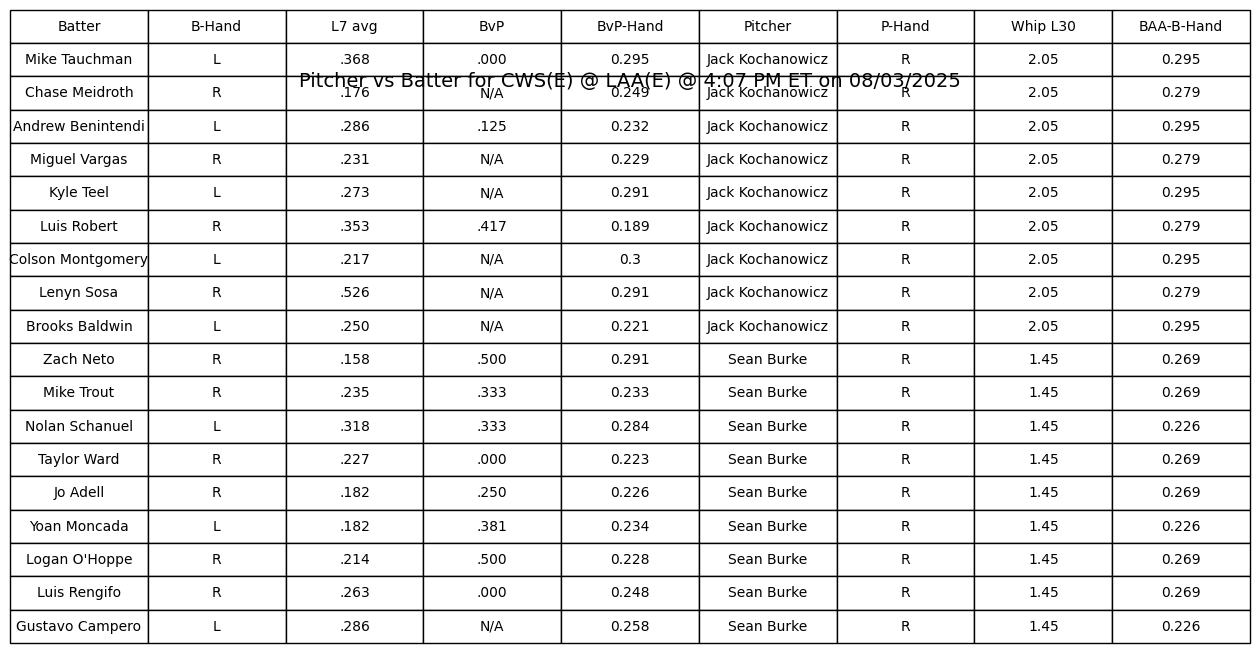 Batter B-Hand L7 avg BvP BvP-Hand Pitcher P-Hand Whip L30 BAA-B-Hand
Mike Tauchman L .368 .000 0.295 Jack Kochanowicz R 2.05 0.295
Pitcher vs Batter for CWS(E) @ LAA(E) @ 4:07 PM ET on 08/03/2025
Chase Meidroth R .176 N/A 0.249 Jack Kochanowicz R 2.05 0.279
Andrew Benintendi L .286 .125 0.232 Jack Kochanowicz R 2.05 0.295
Miguel Vargas R .231 N/A 0.229 Jack Kochanowicz R 2.05 0.279
Kyle Teel L .273 N/A 0.291 Jack Kochanowicz R 2.05 0.295
Luis Robert R .353 .417 0.189 Jack Kochanowicz R 2.05 0.279
Colson Montgomery L .217 N/A 0.3 Jack Kochanowicz R 2.05 0.295
Lenyn Sosa R .526 N/A 0.291 Jack Kochanowicz R 2.05 0.279
Brooks Baldwin L .250 N/A 0.221 Jack Kochanowicz R 2.05 0.295
Zach Neto R .158 .500 0.291 Sean Burke R 1.45 0.269
Mike Trout R .235 .333 0.233 Sean Burke R 1.45 0.269
Nolan Schanuel L .318 .333 0.284 Sean Burke R 1.45 0.226
Taylor Ward R .227 .000 0.223 Sean Burke R 1.45 0.269
Jo Adell R .182 .250 0.226 Sean Burke R 1.45 0.269
Yoan Moncada L .182 .381 0.234 Sean Burke R 1.45 0.226
Logan O'Hoppe R .214 .500 0.228 Sean Burke R 1.45 0.269
Luis Rengifo R .263 .000 0.248 Sean Burke R 1.45 0.269
Gustavo Campero L .286 N/A 0.258 Sean Burke R 1.45 0.226